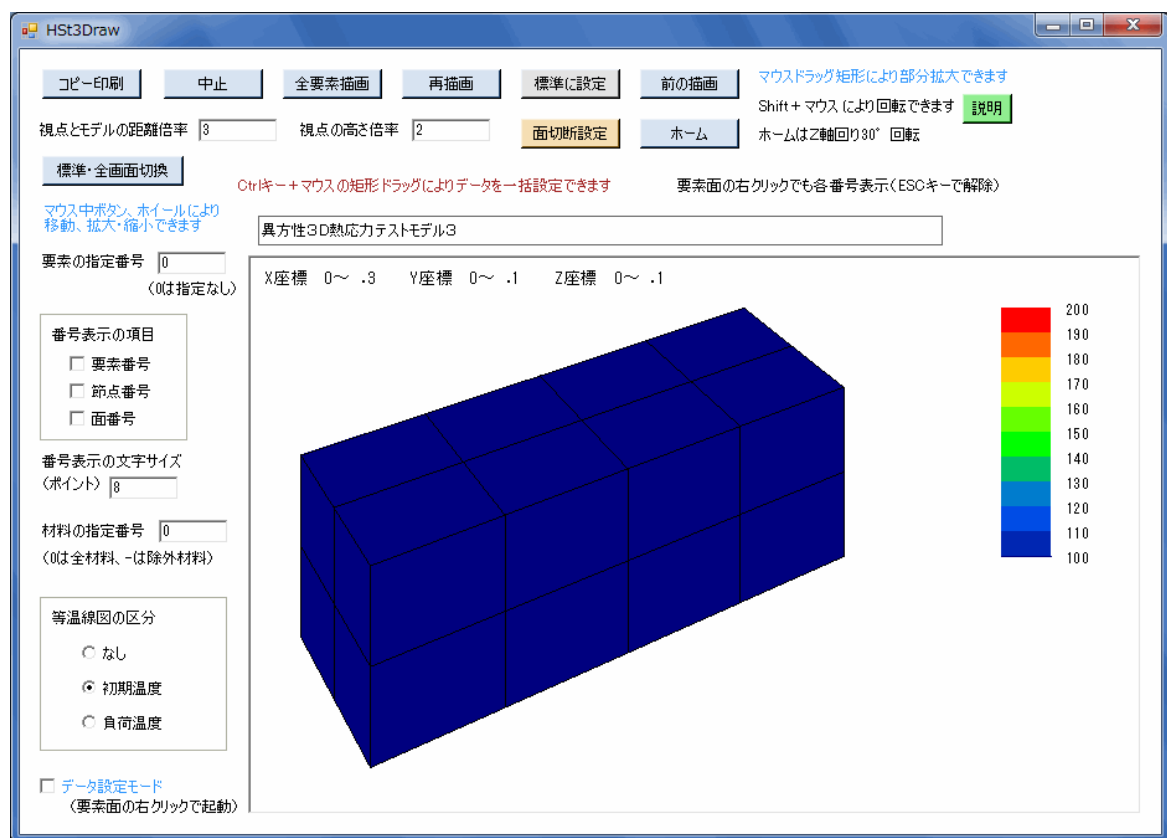 HSt3Draw
コピー印刷 中止 全要素描画 再描画 標準に設定 前の描画
マウスドラッグ矩形により部分拡大できます
Shift+マウス により回転できます 説明
視点とモデルの距離倍率 3 視点の高さ倍率 2 面切断設定 ホーム ホームはZ軸回り30° 回転
標準・全画面切換
Ctrlキー+マウスの矩形ドラッグによりデータを一括設定できます 要素面の右クリックでも各番号表示(ESCキーで解除)
マウス中ボタン、ホイールにより
移動、拡大・縮小できます
異方性3D熱応力テストモデル3
要素の指定番号 0
(0は指定なし)
X座標 0~ .3 Y座標 0~ .1 Z座標 0~ .1
番号表示の項目
要素番号
節点番号
面番号
番号表示の文字サイズ
(ポイント) 8
材料の指定番号 0
(0は全材料、-は除外材料)
等温線図の区分
なし
初期温度
負荷温度
データ設定モード
(要素面の右クリックで起動)
200
190
180
170
160
150
140
130
120
110
100